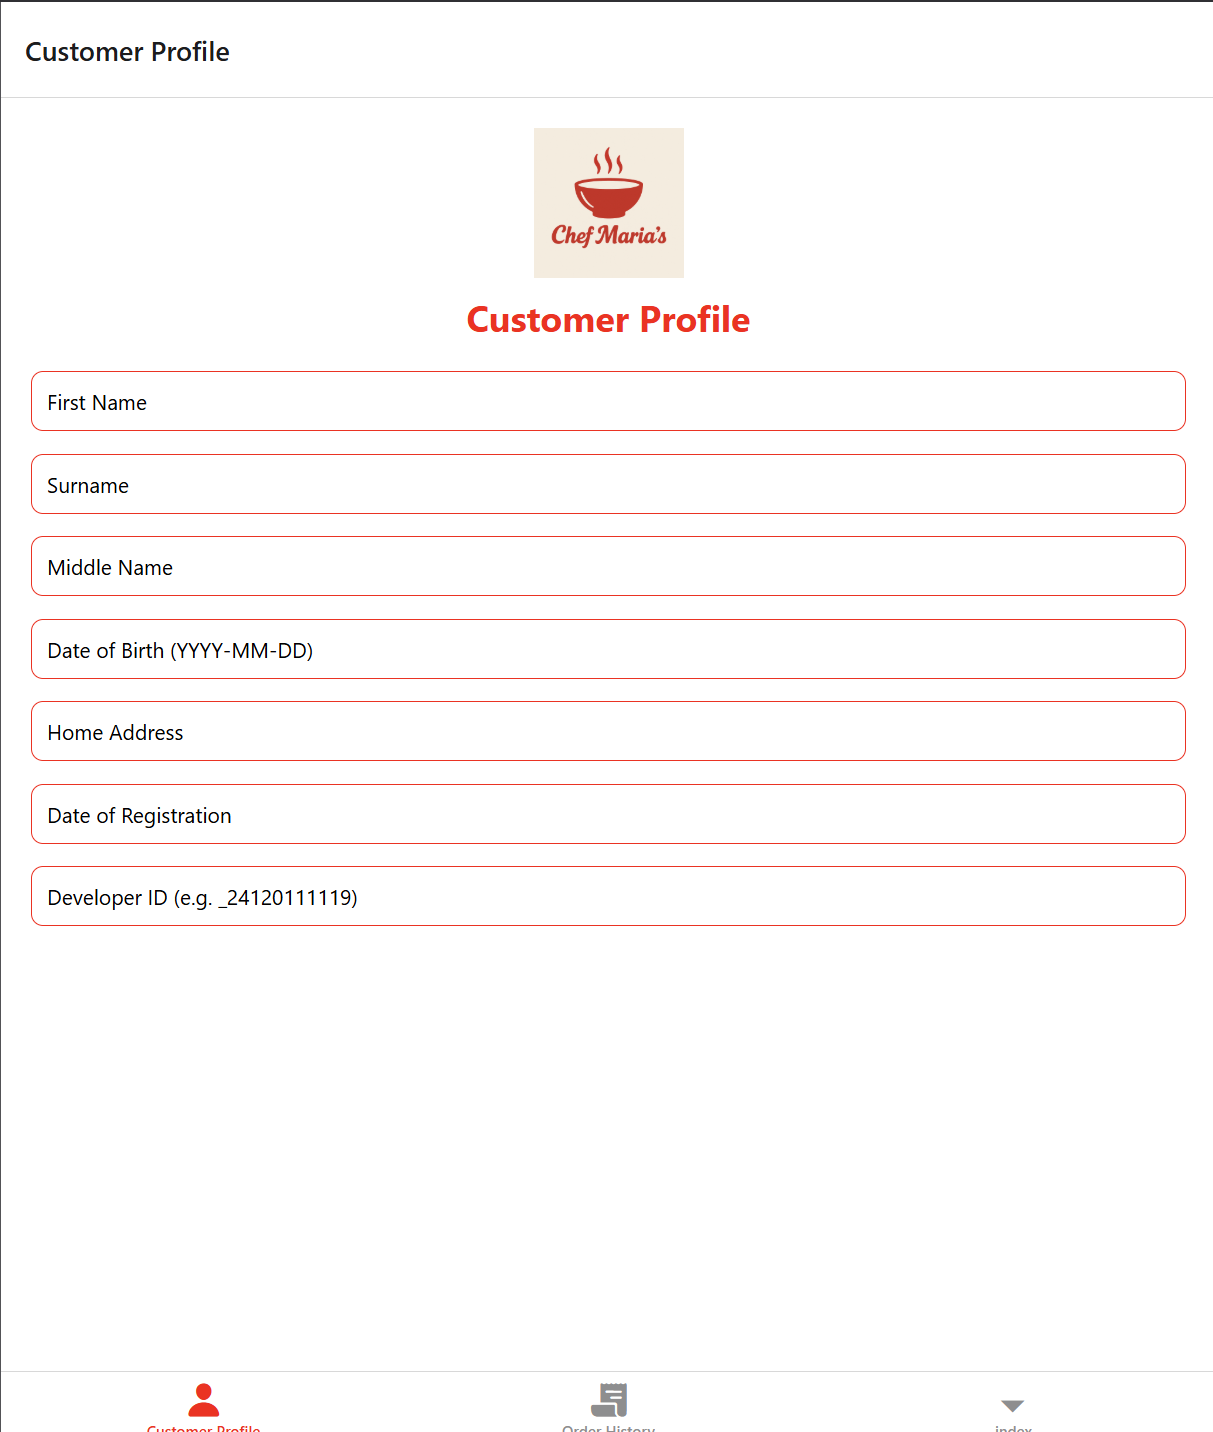 Customer Profile
Chef Maria's
Customer Profile
First Name
Surname
Middle Name
Date of Birth (YYYY-MM-DD)
Home Address
Date of Registration
Developer ID (e.g. _24120111119)
Customer Profile
Order History
index